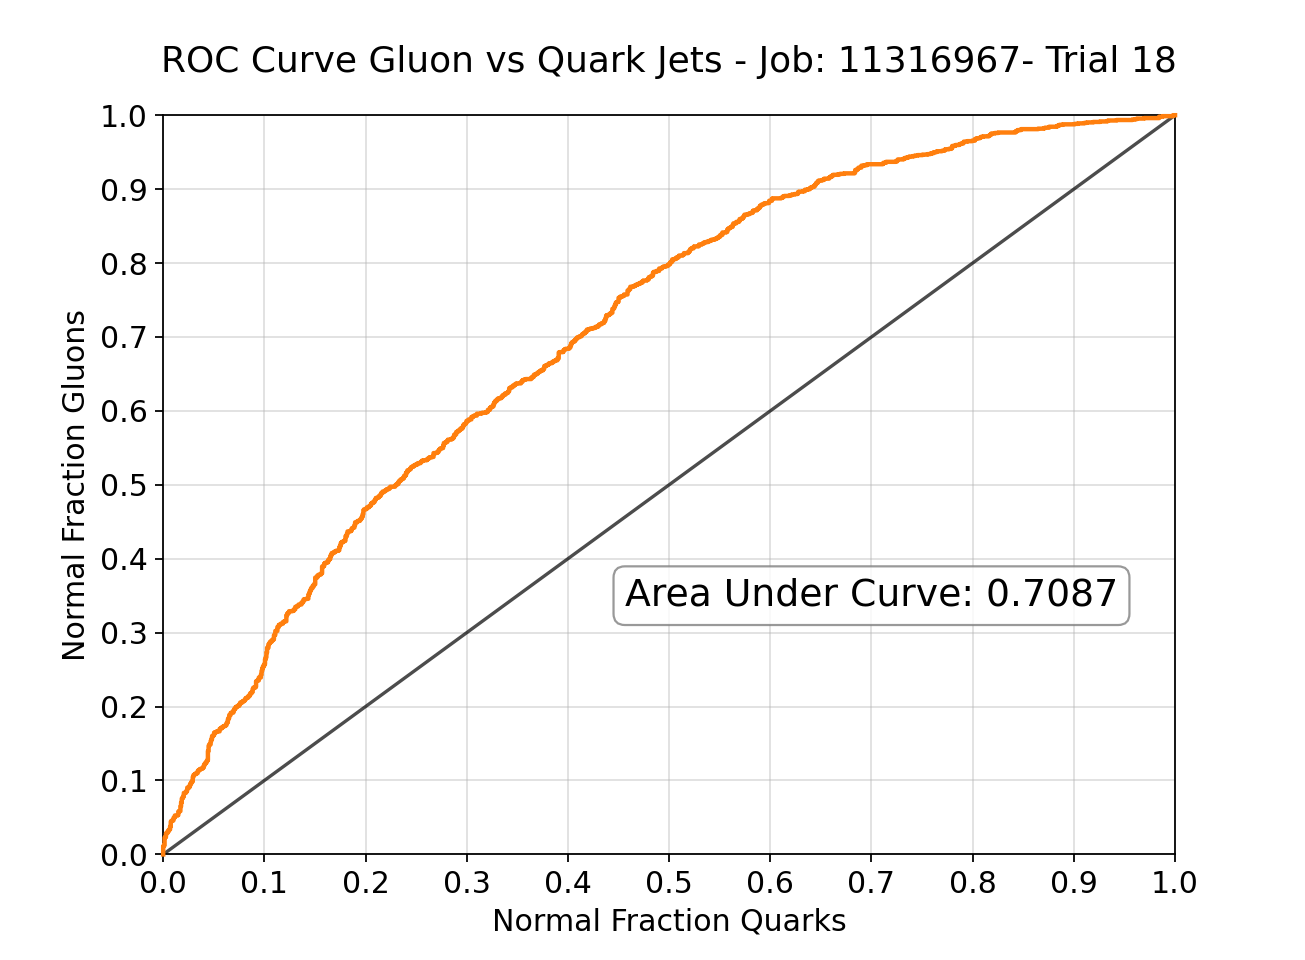 ROC Curve Gluon vs Quark Jets - Job: 11316967- Trial 18
1.0
0.9
0.8
0.7
0.6
0.5
0.4
0.3
0.2
0.1
0.0
Normal Fraction Gluons
Area Under Curve: 0.7087
0.0 0.1 0.2 0.3 0.4 0.5 0.6 0.7 0.8 0.9 1.0
Normal Fraction Quarks